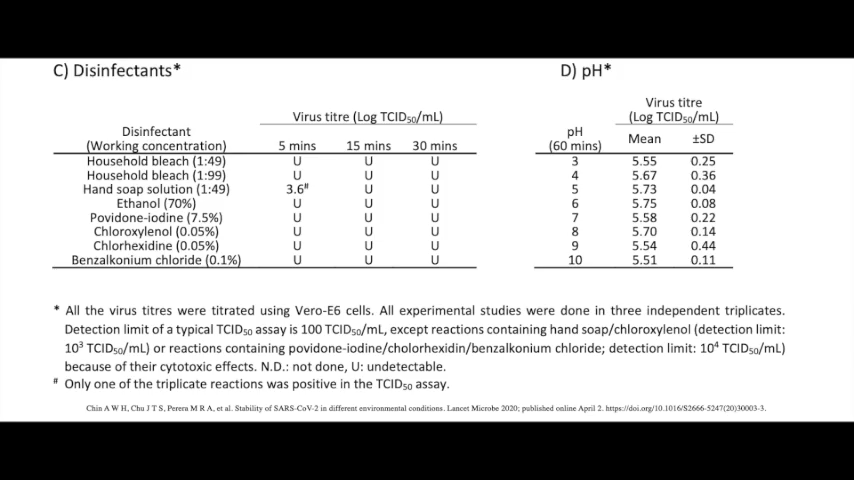 C) Disinfectants*
Virus titre (Log TCID50/mL)
Disinfectant
(Working concentration) 5 mins 15 mins 30 mins
Household bleach (1:49) U U U
Household bleach (1:99) U U U
Hand soap solution (1:49) 3.6# U U
Ethanol (70%) U U U
Povidone-iodine (7.5%) U U U
Chloroxylenol (0.05%) U U U
Chlorhexidine (0.05%) U U U
Benzalkonium chloride (0.1%) U U U
D) pH*
Virus titre
(Log TCID50/mL)
pH
(60 mins) Mean ±SD
3 5.55 0.25
4 5.67 0.36
5 5.73 0.04
6 5.75 0.08
7 5.58 0.22
8 5.70 0.14
9 5.54 0.44
10 5.51 0.11
* All the virus titres were titrated using Vero-E6 cells. All experimental studies were done in three independent triplicates.
Detection limit of a typical TCID50 assay is 100 TCID50/mL, except reactions containing hand soap/chloroxylenol (detection limit:
10³ TCID50/mL) or reactions containing povidone-iodine/cholorhexidin/benzalkonium chloride; detection limit: 10⁴ TCID50/mL)
because of their cytotoxic effects. N.D.: not done, U: undetectable.
# Only one of the triplicate reactions was positive in the TCID50 assay.
Chin A W H, Chu J T S, Perera M R A, et al. Stability of SARS-CoV-2 in different environmental conditions. Lancet Microbe 2020; published online April 2. https://doi.org/10.1016/S2666-5247(20)30003-3.